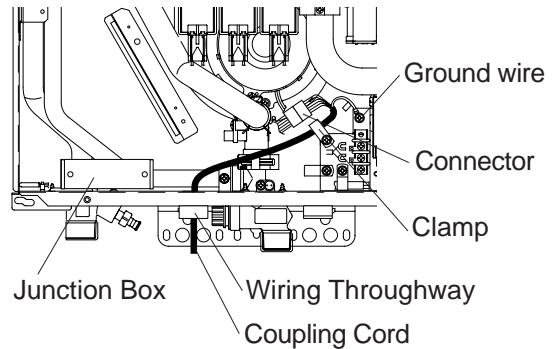 Ground wire
Connector
Clamp
Junction Box
Wiring Throughway
Coupling Cord